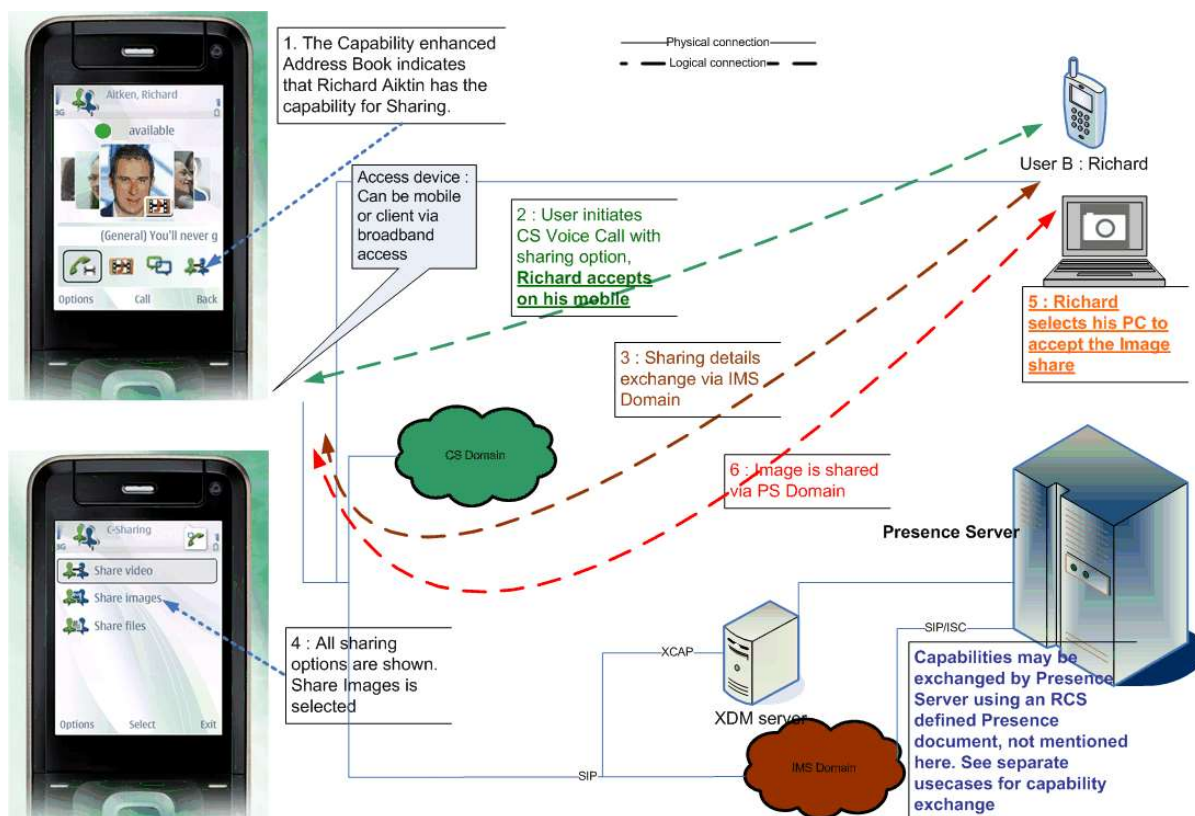 1. The Capability enhanced
Address Book indicates
that Richard Aiktin has the
capability for Sharing.
Physical connection
Logical connection
3G
Aitken, Richard
available
(General) You'll never g
Options
Call
Back
Access device :
Can be mobile
or client via
broadband
access
User B : Richard
2 : User initiates
CS Voice Call with
sharing option,
Richard accepts
on his mobile
5 : Richard
selects his PC to
accept the Image
share
3 : Sharing details
exchange via IMS
Domain
CS Domain
6 : Image is shared
via PS Domain
Presence Server
3G
C-Sharing
Share video
Share images
Share files
Options
Select
Exit
4 : All sharing
options are shown.
Share Images is
selected
XCAP
XDM server
SIP/ISC
SIP
IMS Domain
Capabilities may be
exchanged by Presence
Server using an RCS
defined Presence
document, not mentioned
here. See separate
usecases for capability
exchange